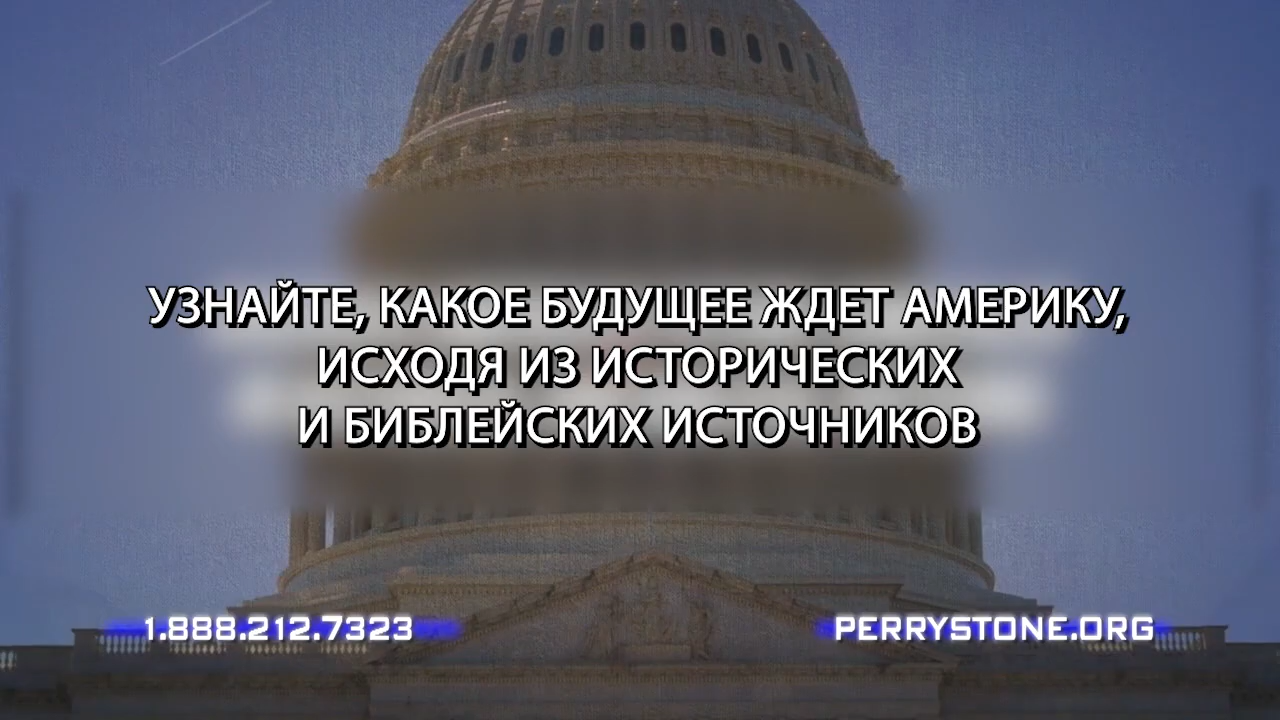 УЗНАЙТЕ, КАКОЕ БУДУЩЕЕ ЖДЕТ АМЕРИКУ,
ИСХОДЯ ИЗ ИСТОРИЧЕСКИХ
И БИБЛЕЙСКИХ ИСТОЧНИКОВ
1.888.212.7323
PERRYSTONE.ORG